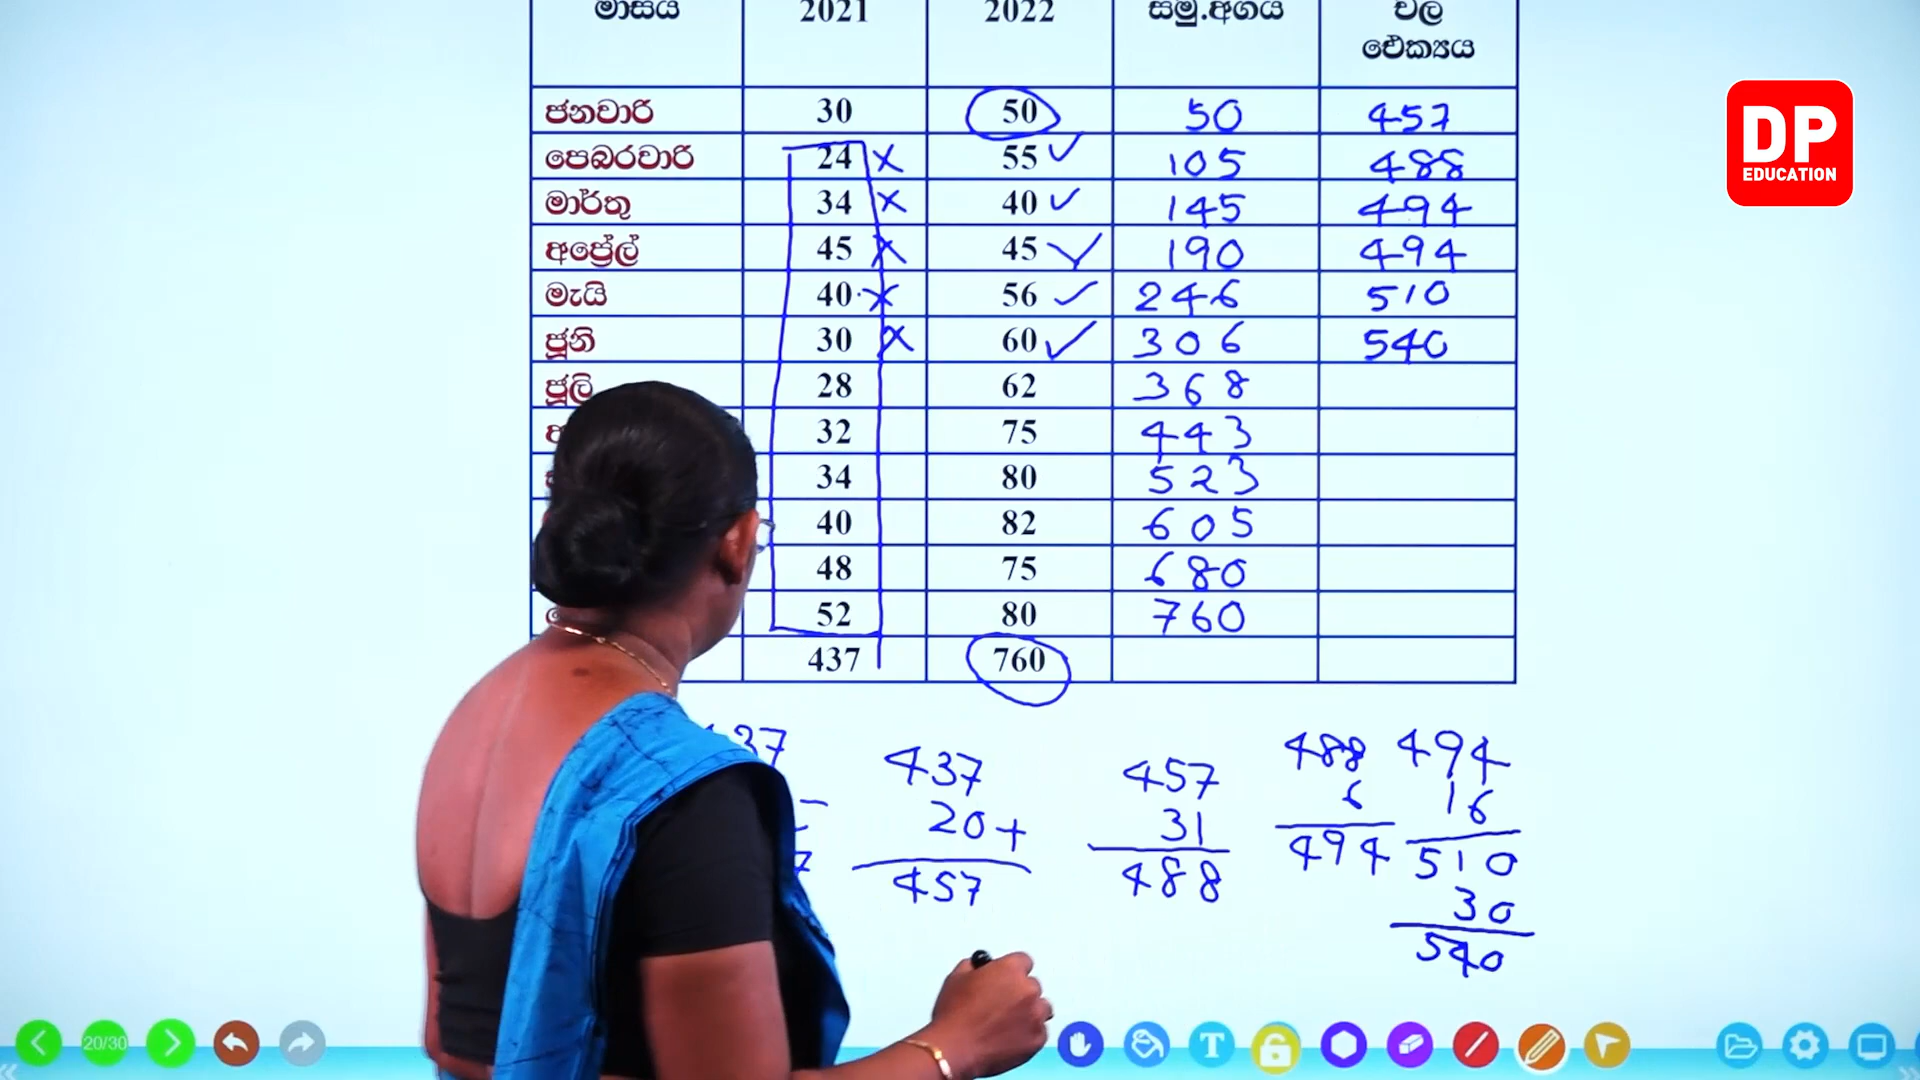 මාසය 2021 2022 සමු.අගය චල ඓක්‍යය
ජනවාරි 30 50 50 457
පෙබරවාරි 24 x 55 ✓ 105 488
මාර්තු 34 x 40 ✓ 145 494
අප්‍රේල් 45 x 45 ✓ 190 494
මැයි 40 x 56 ✓ 246 510
ජූනි 30 x 60 ✓ 306 540
ජූලි 28 62 368
32 75 443
34 80 523
40 82 605
48 75 680
52 80 760
437 760
437 457 488 494
20+ 31 6 16
457 488 494 510
30
540
DP
EDUCATION
20/30
T